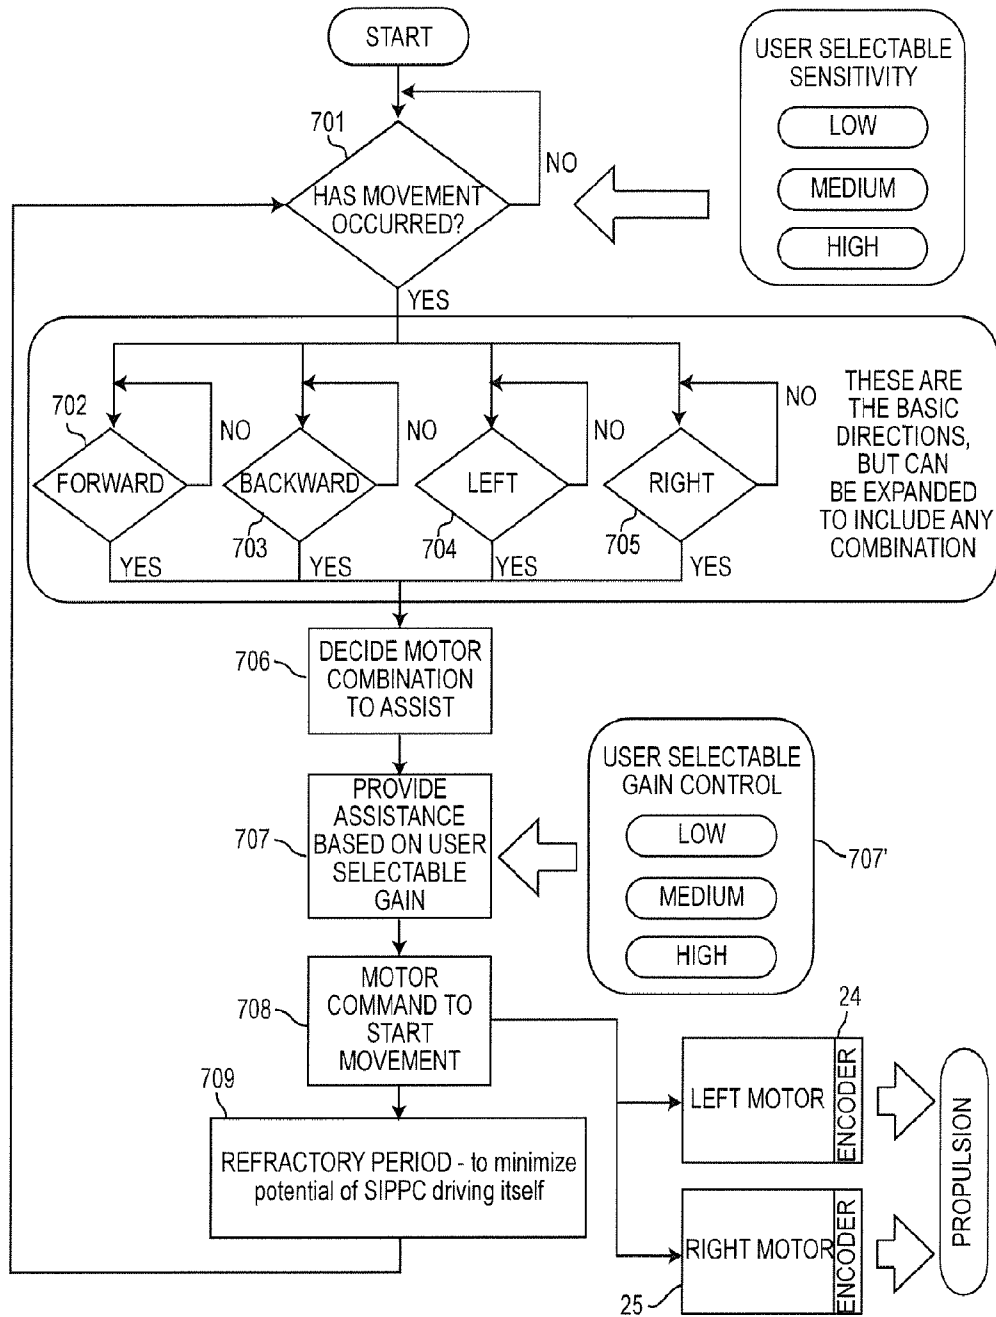 START
USER SELECTABLE
SENSITIVITY
LOW
MEDIUM
HIGH
701
HAS MOVEMENT
OCCURRED?
NO
YES
702
FORWARD
NO
YES
BACKWARD
703
NO
YES
LEFT
704
NO
YES
RIGHT
705
NO
YES
THESE ARE
THE BASIC
DIRECTIONS,
BUT CAN
BE EXPANDED
TO INCLUDE ANY
COMBINATION
706
DECIDE MOTOR
COMBINATION
TO ASSIST
707
PROVIDE
ASSISTANCE
BASED ON USER
SELECTABLE
GAIN
USER SELECTABLE
GAIN CONTROL
LOW
MEDIUM
HIGH
707'
708
MOTOR
COMMAND TO
START
MOVEMENT
709
REFRACTORY PERIOD - to minimize
potential of SIPPC driving itself
24
LEFT MOTOR
ENCODER
RIGHT MOTOR
ENCODER
25
PROPULSION